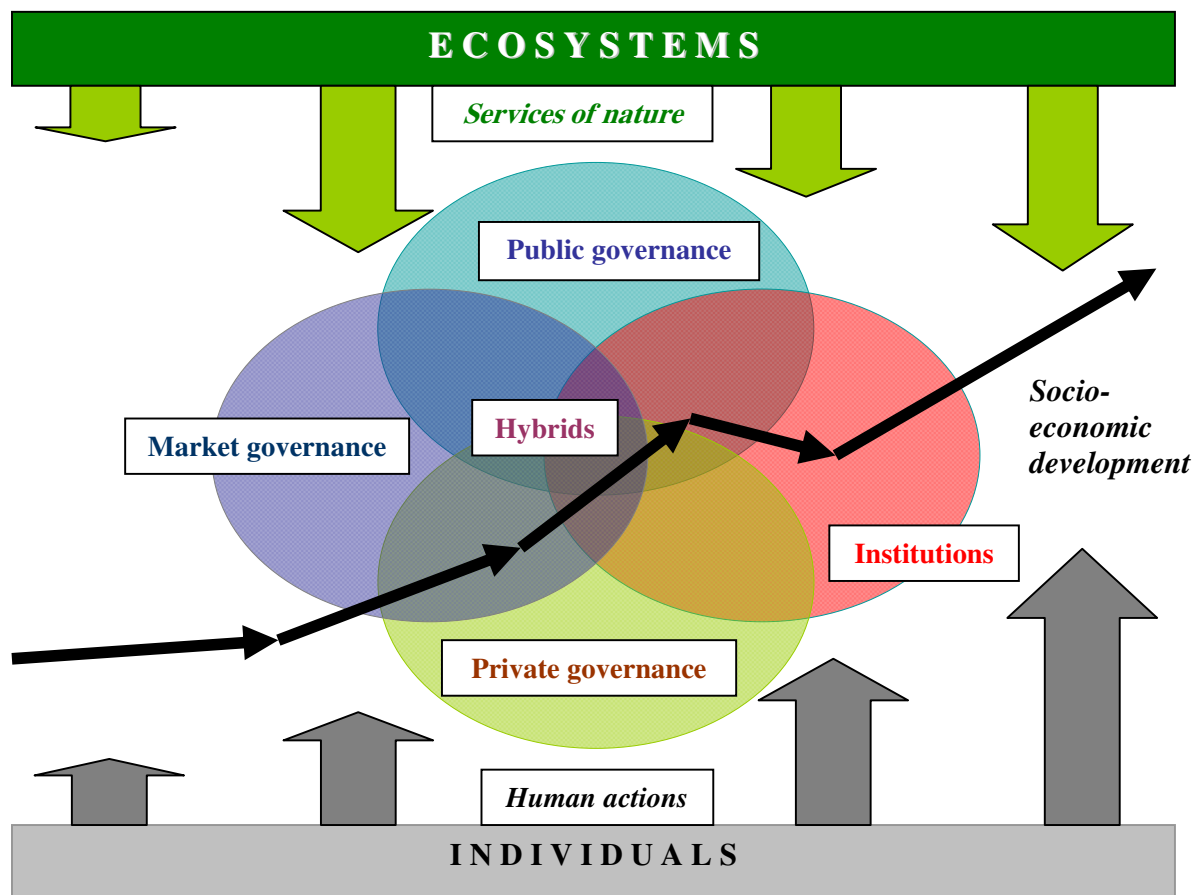 E C O S Y S T E M S
Services of nature
Public governance
Socio-
economic
development
Hybrids
Market governance
Institutions
Private governance
Human actions
I N D I V I D U A L S